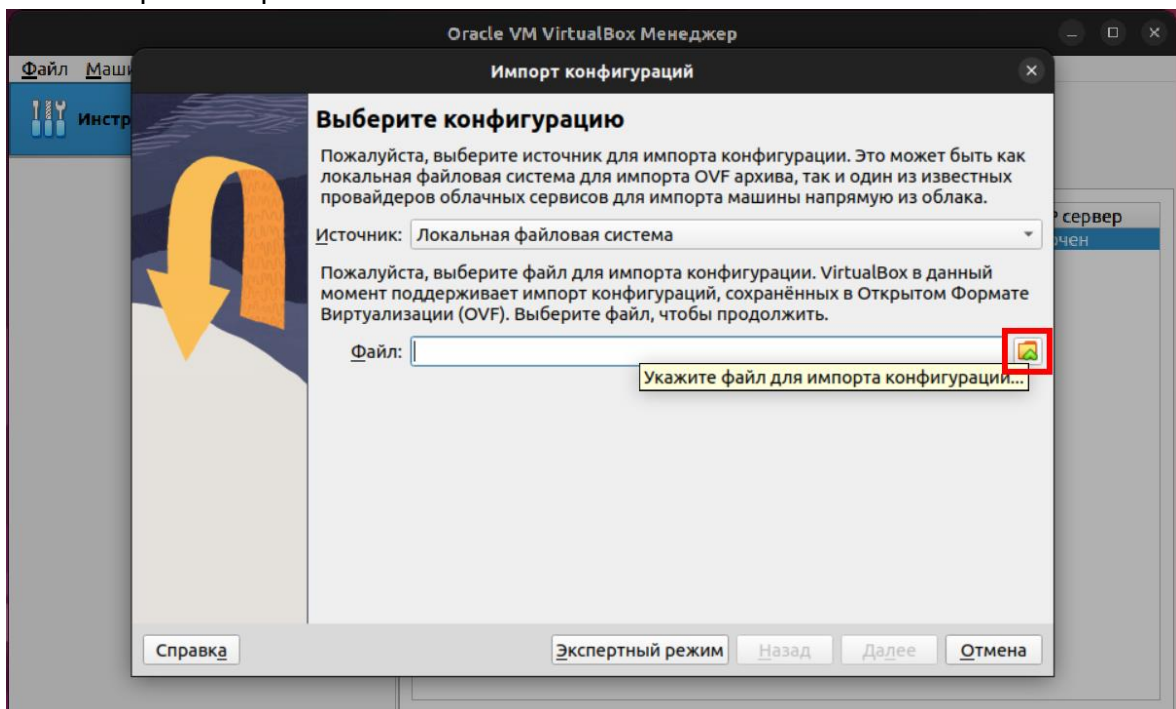 Oracle VM VirtualBox Менеджер
Файл Маши
Импорт конфигураций
Инстр
Выберите конфигурацию
Пожалуйста, выберите источник для импорта конфигурации. Это может быть как
локальная файловая система для импорта OVF архива, так и один из известных
провайдеров облачных сервисов для импорта машины напрямую из облака.
сервер
Источник: Локальная файловая система
чен
Пожалуйста, выберите файл для импорта конфигурации. VirtualBox в данный
момент поддерживает импорт конфигураций, сохранённых в Открытом Формате
Виртуализации (OVF). Выберите файл, чтобы продолжить.
Файл:
Укажите файл для импорта конфигураций...
Справка
Экспертный режим
Назад
Далее
Отмена